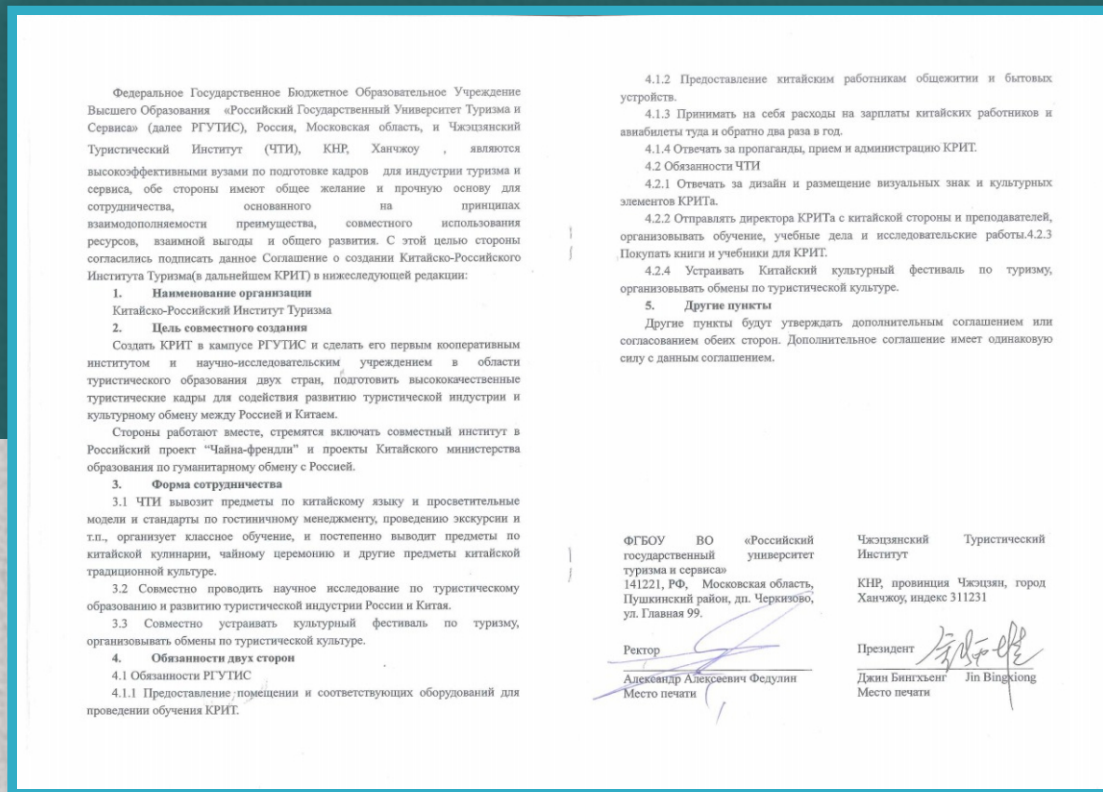 Федеральное Государственное Бюджетное Образовательное Учреждение
Высшего Образования «Российский Государственный Университет Туризма и
Сервиса» (далее РГУТИС), Россия, Московская область, и Чжэцзянский
Туристический Институт (ЧТИ), КНР, Ханчжоу , являются
высокоэффективными вузами по подготовке кадров для индустрии туризма и
сервиса, обе стороны имеют общее желание и прочную основу для
сотрудничества, основанного на принципах
взаимодополняемости преимущества, совместного использования
ресурсов, взаимной выгоды и общего развития. С этой целью стороны
согласились подписать данное Соглашение о создании Китайско-Российского
Института Туризма(в дальнейшем КРИТ) в нижеследующей редакции:
1. Наименование организации
Китайско-Российский Институт Туризма
2. Цель совместного создания
Создать КРИТ в кампусе РГУТИС и сделать его первым кооперативным
институтом и научно-исследовательским учреждением в области
туристического образования двух стран, подготовить высококачественные
туристические кадры для содействия развитию туристической индустрии и
культурному обмену между Россией и Китаем.
Стороны работают вместе, стремятся включать совместный институт в
Российский проект “Чайна-френдли” и проекты Китайского министерства
образования по гуманитарному обмену с Россией.
3. Форма сотрудничества
3.1 ЧТИ вывозит предметы по китайскому языку и просветительные
модели и стандарты по гостиничному менеджменту, проведению экскурсии и
т.п., организует классное обучение, и постепенно выводит предметы по
китайской кулинарии, чайному церемонию и другие предметы китайской
традиционной культуре.
3.2 Совместно проводить научное исследование по туристическому
образованию и развитию туристической индустрии России и Китая.
3.3 Совместно устраивать культурный фестиваль по туризму,
организовывать обмены по туристической культуре.
4. Обязанности двух сторон
4.1 Обязанности РГУТИС
4.1.1 Предоставление помещении и соответствующих оборудований для
проведении обучения КРИТ.
4.1.2 Предоставление китайским работникам общежитии и бытовых
устройств.
4.1.3 Принимать на себя расходы на зарплаты китайских работников и
авиабилеты туда и обратно два раза в год.
4.1.4 Отвечать за пропаганды, прием и администрацию КРИТ.
4.2 Обязанности ЧТИ
4.2.1 Отвечать за дизайн и размещение визуальных знак и культурных
элементов КРИТа.
4.2.2 Отправлять директора КРИТа с китайской стороны и преподавателей,
организовывать обучение, учебные дела и исследовательские работы.4.2.3
Покупать книги и учебники для КРИТ.
4.2.4 Устраивать Китайский культурный фестиваль по туризму,
организовывать обмены по туристической культуре.
5. Другие пункты
Другие пункты будут утверждать дополнительным соглашением или
согласованием обеих сторон. Дополнительное соглашение имеет одинаковую
силу с данным соглашением.
ФГБОУ ВО «Российский
государственный университет
туризма и сервиса»
141221, РФ, Московская область,
Пушкинский район, дп. Черкизово,
ул. Главная 99.
Ректор
Александр Алексеевич Федулин
Место печати
Чжэцзянский Туристический
Институт
КНР, провинция Чжэцзян, город
Ханчжоу, индекс 311231
Президент
Джин Бингхьенг Jin Bingxiong
Место печати